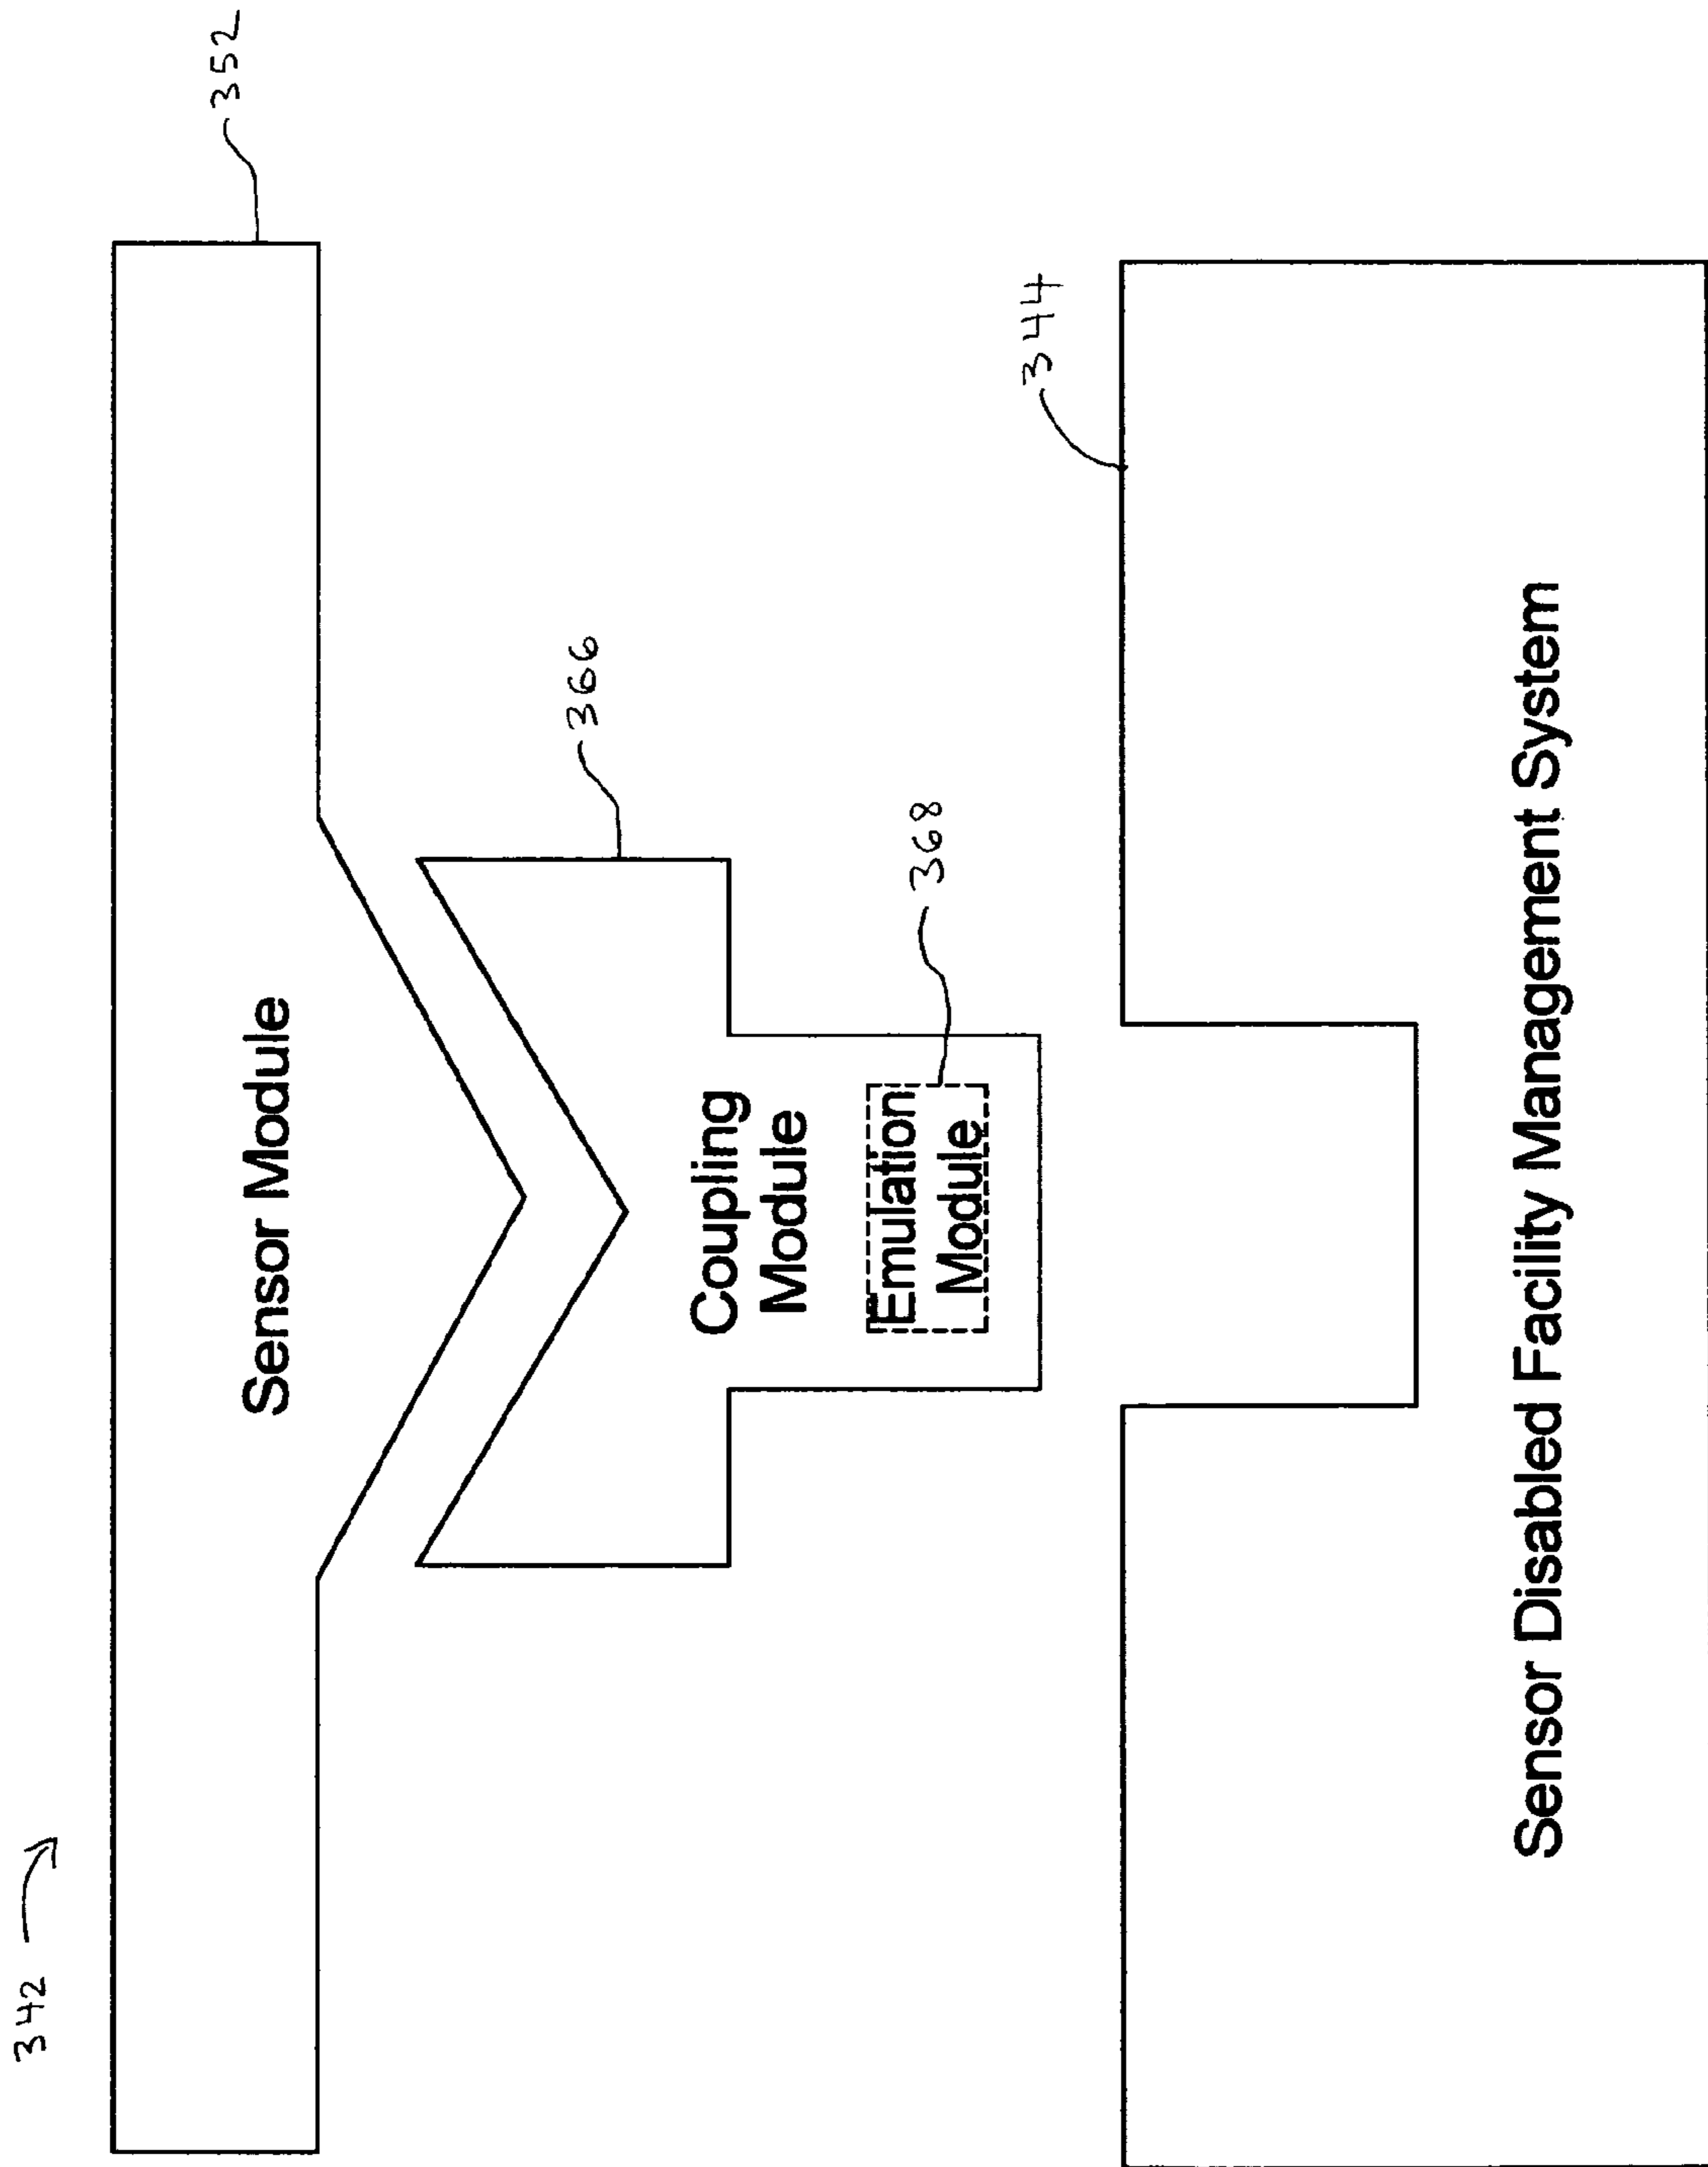 342
352
Sensor Module
366
Coupling
Module
368
Emulation
Module
344
Sensor Disabled Facility Management System